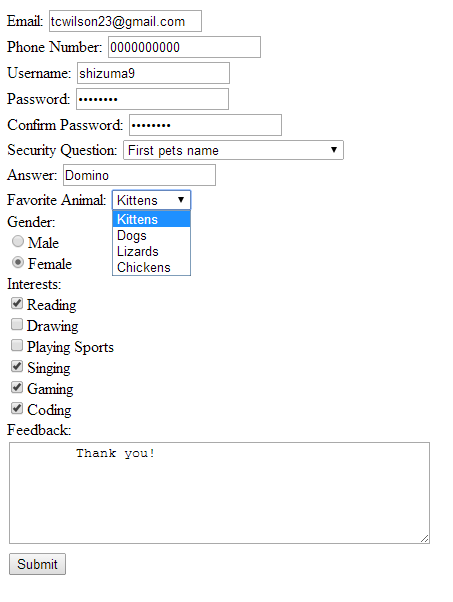 Email: tcwilson23@gmail.com
Phone Number: 0000000000
Username: shizuma9
Password: ••••••••
Confirm Password: ••••••••
Security Question: First pets name
Answer: Domino
Favorite Animal: Kittens
Kittens
Dogs
Lizards
Chickens
Gender:
Male
Female
Interests:
Reading
Drawing
Playing Sports
Singing
Gaming
Coding
Feedback:
Thank you!
Submit